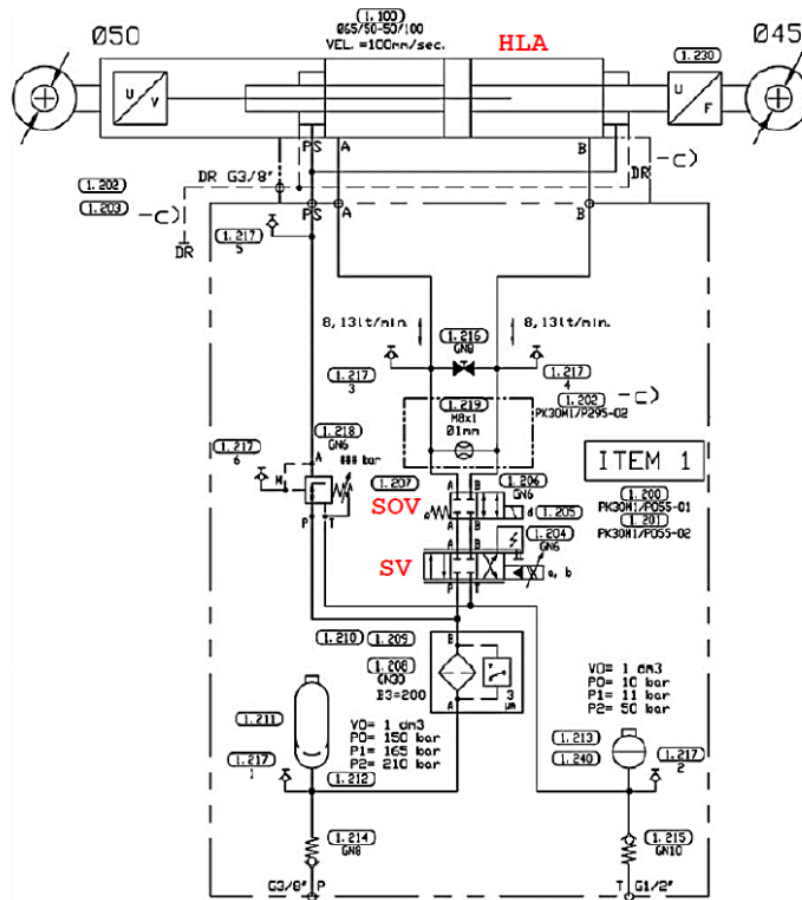 1.100
Ø65/50-50/100
VEL. =100mm/sec.
HLA
Ø50
Ø45
1.230
U
V
U
F
PS
A
B
DR G3/8"
DR
-C)
1.202
1.203
-C)
PS
A
B
DR
1.217
5
8,13lt/min.
8,13lt/min.
1.216
GN8
1.217
3
1.217
4
1.202
-C)
PK30M1/P295-02
1.219
M8x1
Ø1mm
1.218
GN6
### bar
1.217
6
A
M
P
T
ITEM 1
1.200
PK30M1/P055-01
1.201
PK30M1/P055-02
1.207
1.206
GN6
A
B
SOV
d
1.205
A
B
1.204
GN6
A
B
SV
a, b
P
T
1.210
1.209
B
1.208
GN30
B3=200
3
µm
A
1.211
V0= 1 dm3
P0= 150 bar
P1= 165 bar
P2= 210 bar
1.217
1
1.212
V0= 1 dm3
P0= 10 bar
P1= 11 bar
P2= 50 bar
1.213
1.240
1.217
2
1.214
GN8
1.215
GN10
G3/8"
P
T
G1/2"